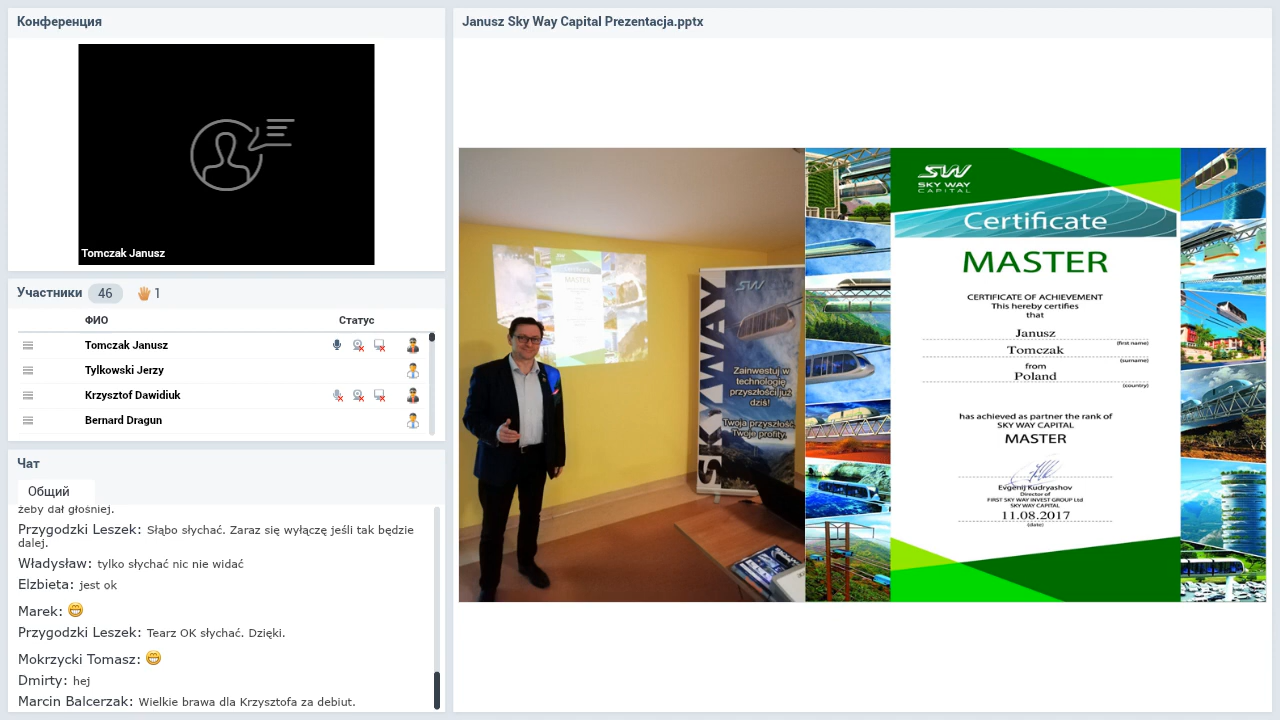 Конференция
Tomczak Janusz
Участники 46 1
ФИО Статус
Tomczak Janusz
Tylkowski Jerzy
Krzysztof Dawidiuk
Bernard Dragun
Чат
Общий
żeby dał głośniej.
Przygodzki Leszek: Słąbo słychać. Zaraz się wyłączę jeśli tak będzie
dalej.
Władysław: tylko słychać nic nie widać
Elzbieta: jest ok
Marek:
Przygodzki Leszek: Tearz OK słychać. Dzięki.
Mokrzycki Tomasz:
Dmirty: hej
Marcin Balcerzak: Wielkie brawa dla Krzysztofa za debiut.
Janusz Sky Way Capital Prezentacja.pptx
SW
SKYWAY
Zainwestuj w
technologię
przyszłości już
dziś!
Twoja przyszłość,
Twoje profity!
SW
SKY WAY
CAPITAL
Certificate
MASTER
CERTIFICATE OF ACHIEVEMENT
This hereby certifies
that
Janusz
(first name)
Tomczak
(surname)
from
Poland
(country)
has achieved as partner the rank of
SKY WAY CAPITAL
MASTER
Evgenij Kudryashov
Director of
FIRST SKY WAY INVEST GROUP Ltd
SKY WAY CAPITAL
11.08.2017
(date)